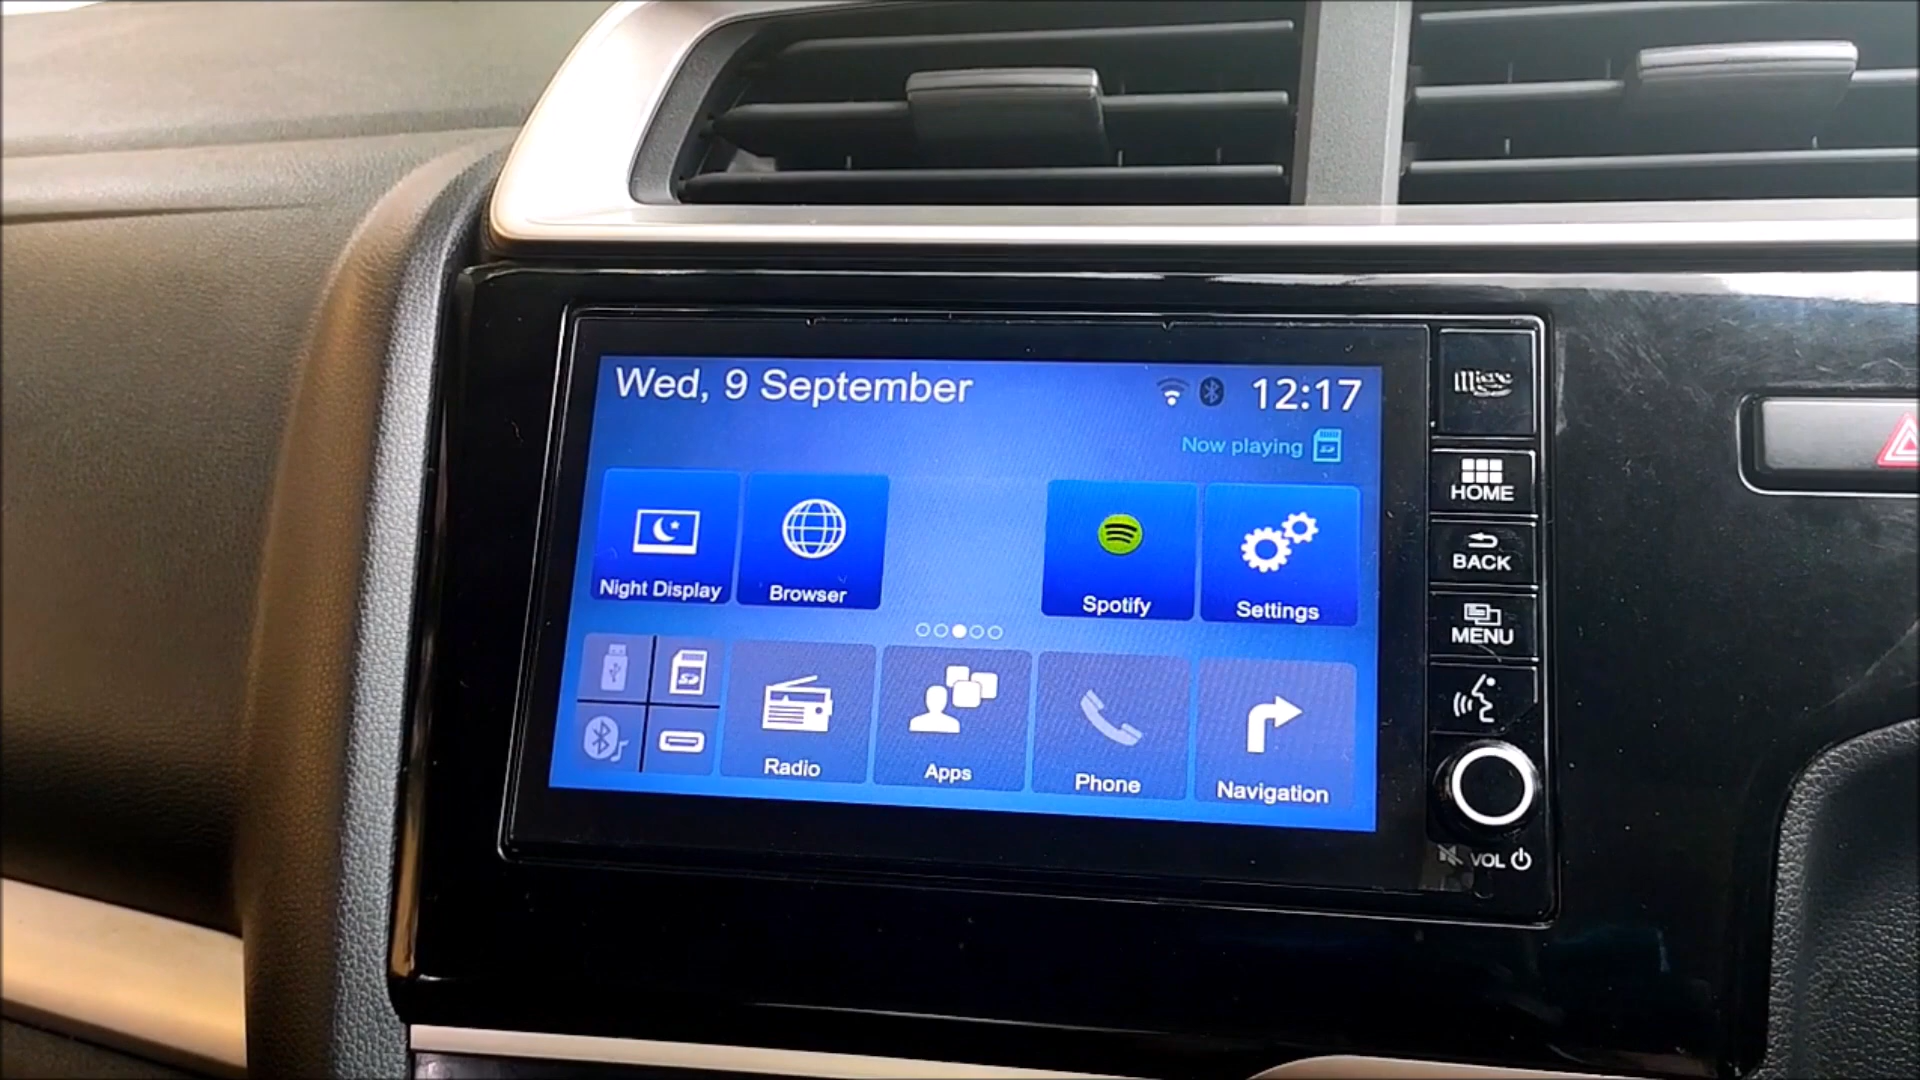 Wed, 9 September
12:17
Now playing
Night Display
Browser
Spotify
Settings
Radio
Apps
Phone
Navigation
HOME
BACK
MENU
VOL